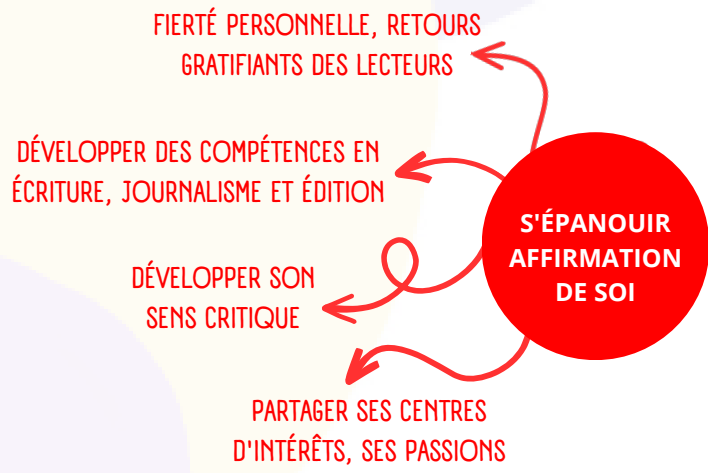 FIERTÉ PERSONNELLE, RETOURS
GRATIFIANTS DES LECTEURS
DÉVELOPPER DES COMPÉTENCES EN
ÉCRITURE, JOURNALISME ET ÉDITION
S'ÉPANOUIR
AFFIRMATION
DE SOI
DÉVELOPPER SON
SENS CRITIQUE
PARTAGER SES CENTRES
D'INTÉRÊTS, SES PASSIONS